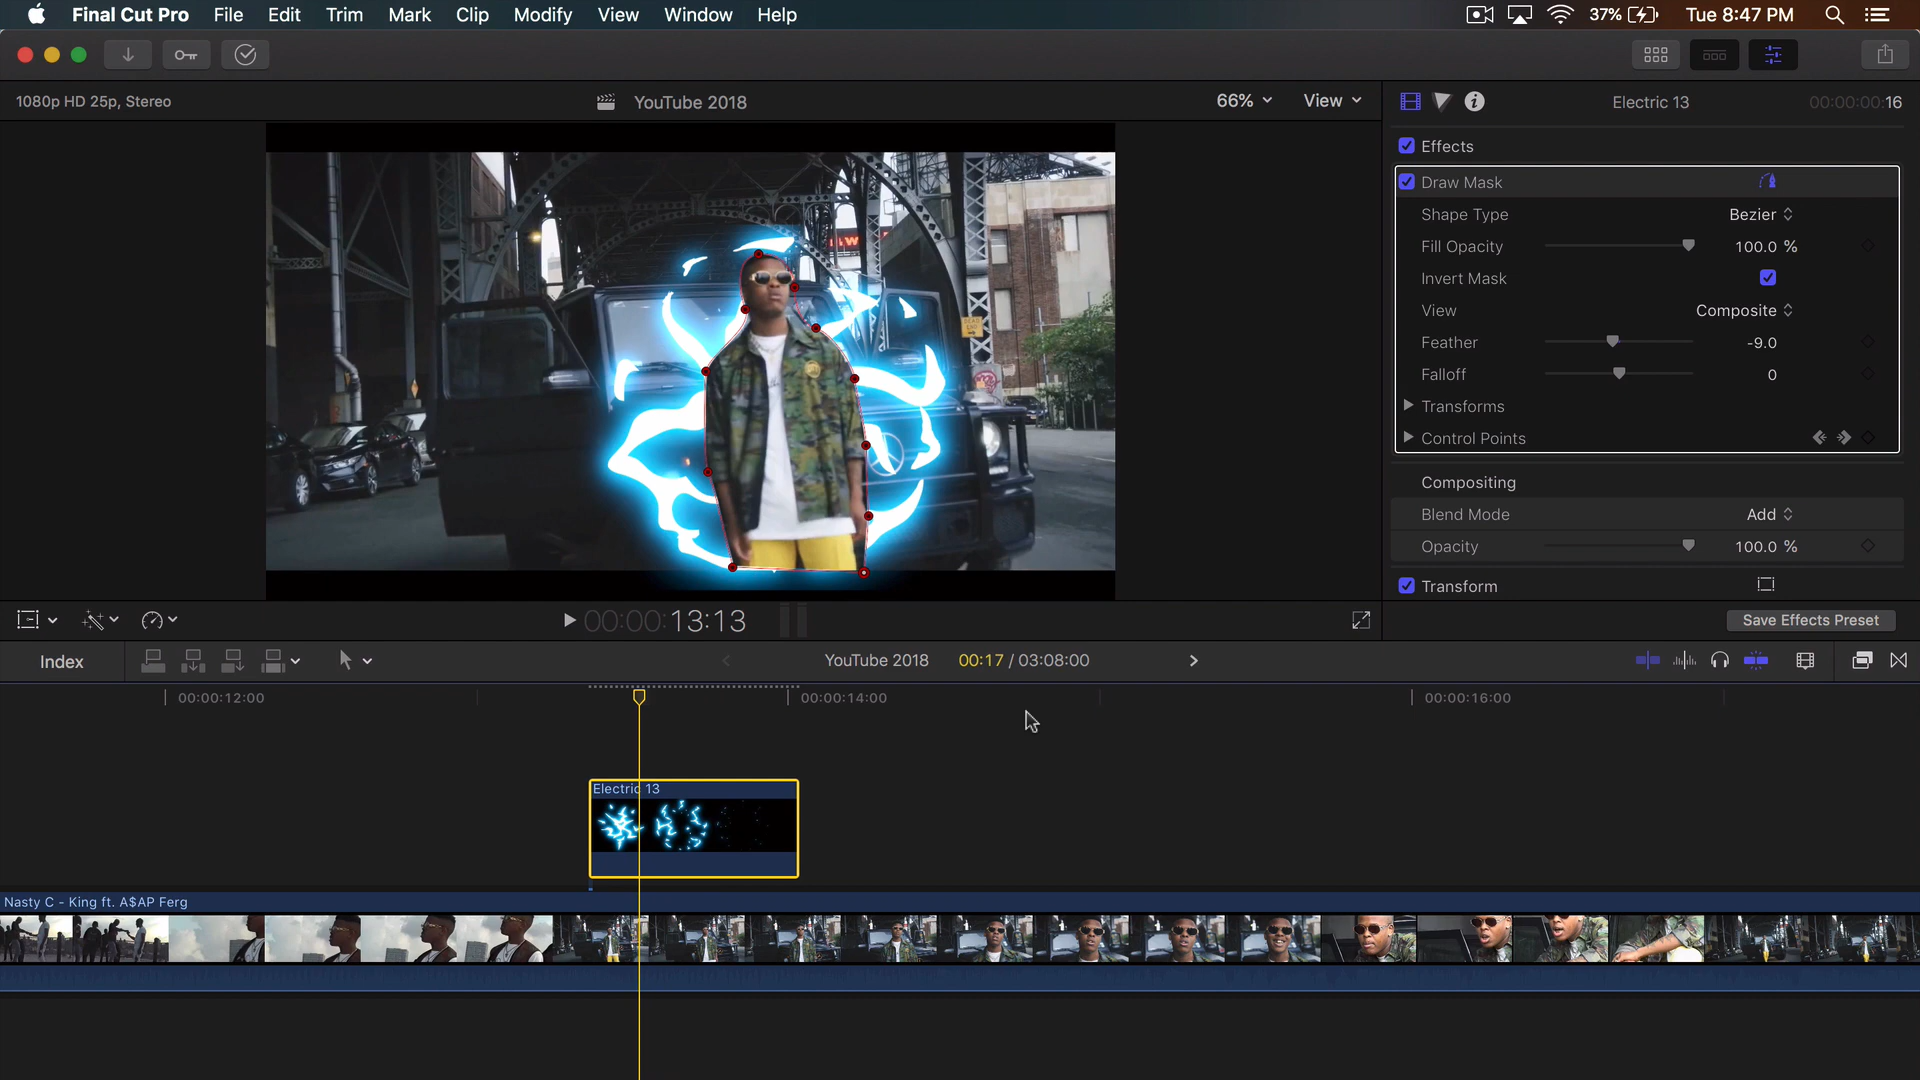 Final Cut Pro File Edit Trim Mark Clip Modify View Window Help 37% Tue 8:47 PM
1080p HD 25p, Stereo YouTube 2018 66% View Electric 13 00:00:00:16
Effects
Draw Mask
Shape Type Bezier
Fill Opacity 100.0 %
Invert Mask
View Composite
Feather -9.0
Falloff 0
Transforms
Control Points
Compositing
Blend Mode Add
Opacity 100.0 %
Transform
00:00:13:13 Save Effects Preset
Index YouTube 2018 00:17 / 03:08:00
00:00:12:00 00:00:14:00 00:00:16:00
Electric 13
Nasty C - King ft. A$AP Ferg